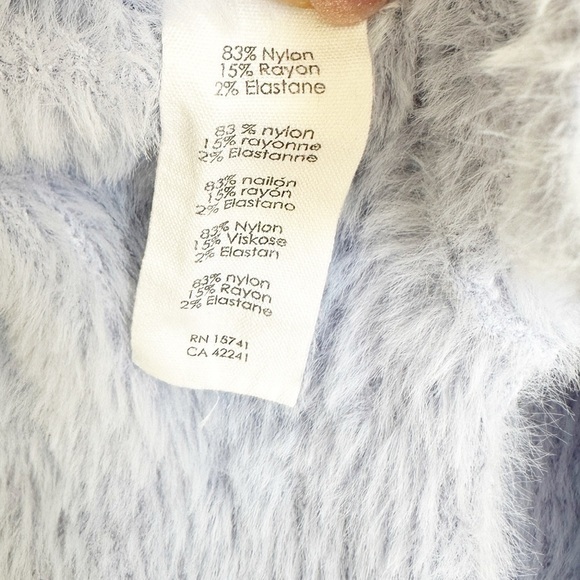 83% Nylon
15% Rayon
2% Elastane
83 % nylon
15% rayonne
2% Elastanne
83% nailón
15% rayón
2% Elastano
83% Nylon
15% Viskose
2% Elastan
83% nylon
15% Rayon
2% Elastane
RN 15741
CA 42241